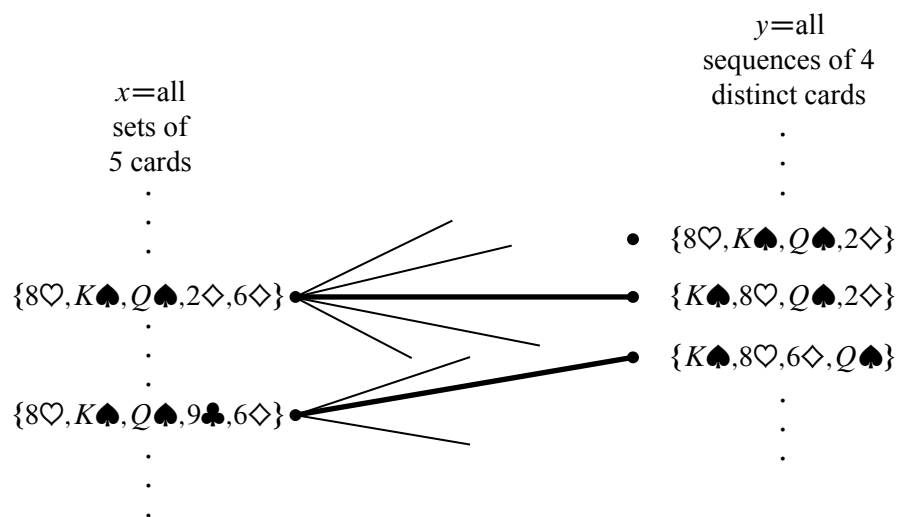 y=all
sequences of 4
distinct cards
x=all
sets of
5 cards
{8♡,K♠,Q♠,2♢}
{8♡,K♠,Q♠,2♢,6♢}
{K♠,8♡,Q♠,2♢}
{K♠,8♡,6♢,Q♠}
{8♡,K♠,Q♠,9♣,6♢}